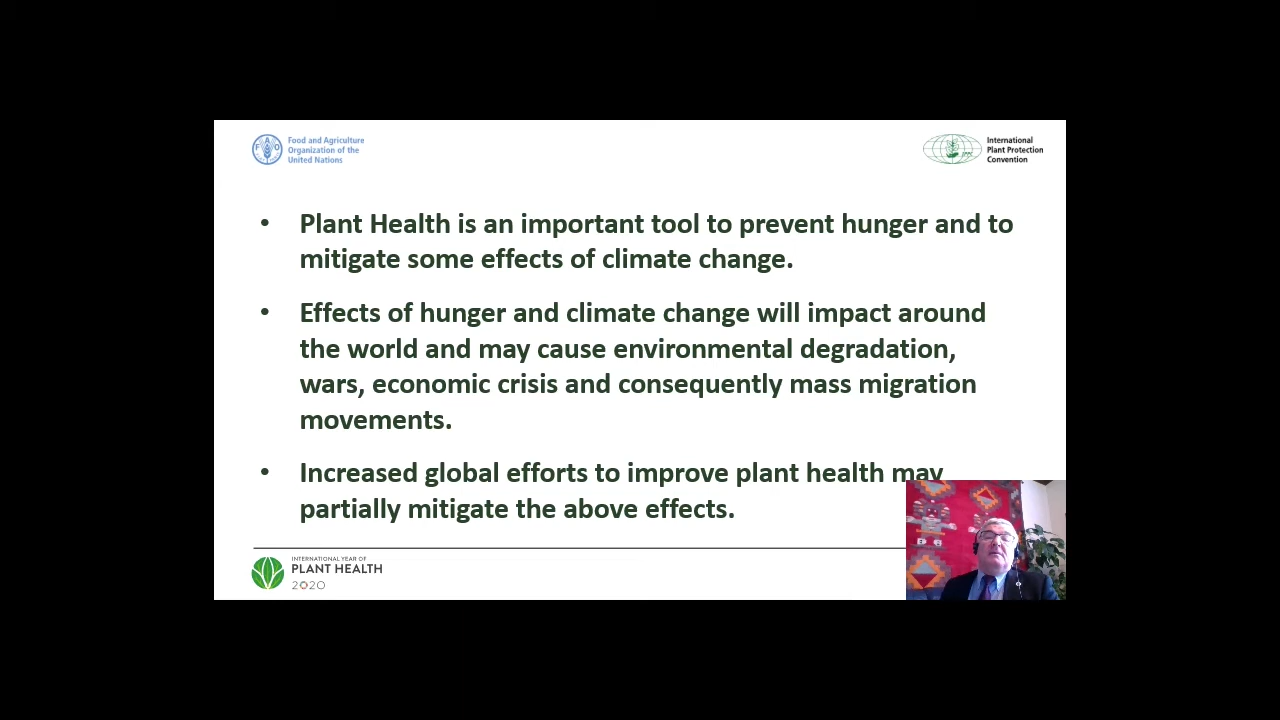 Food and Agriculture
Organization of the
United Nations
International
Plant Protection
Convention
• Plant Health is an important tool to prevent hunger and to
mitigate some effects of climate change.
• Effects of hunger and climate change will impact around
the world and may cause environmental degradation,
wars, economic crisis and consequently mass migration
movements.
• Increased global efforts to improve plant health may
partially mitigate the above effects.
INTERNATIONAL YEAR OF
PLANT HEALTH
2020